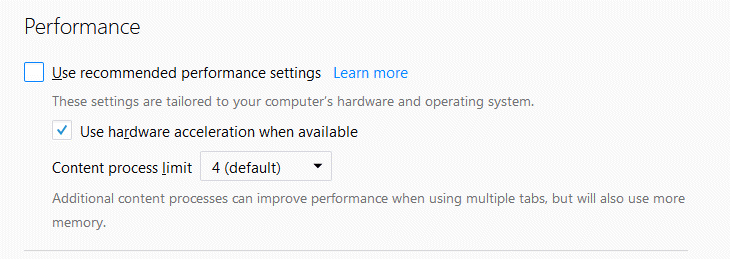 Performance
Use recommended performance settings Learn more
These settings are tailored to your computer's hardware and operating system.
Use hardware acceleration when available
Content process limit 4 (default)
Additional content processes can improve performance when using multiple tabs, but will also use more
memory.